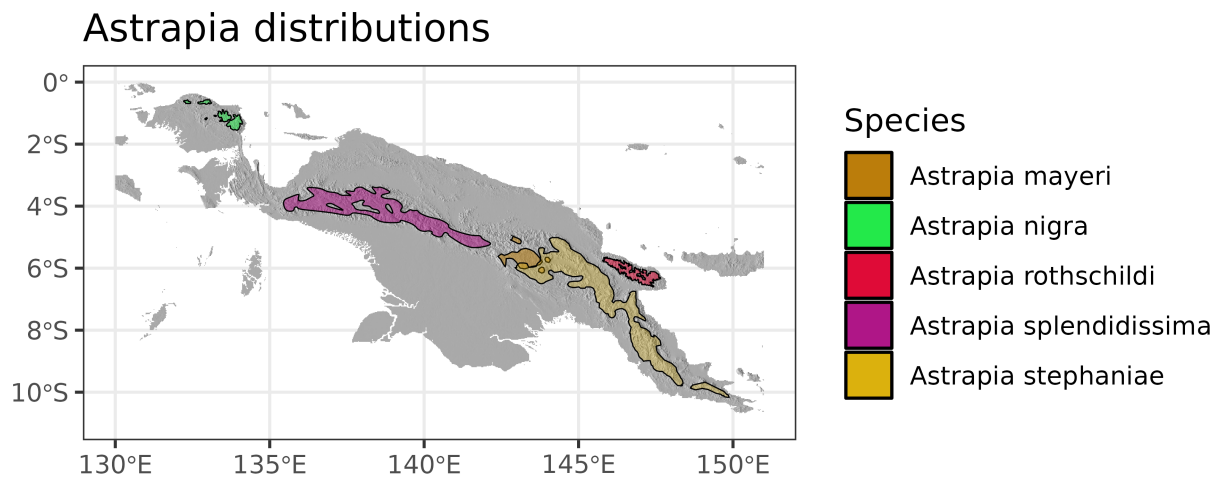 Astrapia distributions
0°
2°S
4°S
6°S
8°S
10°S
130°E
135°E
140°E
145°E
150°E
Species
Astrapia mayeri
Astrapia nigra
Astrapia rothschildi
Astrapia splendidissima
Astrapia stephaniae